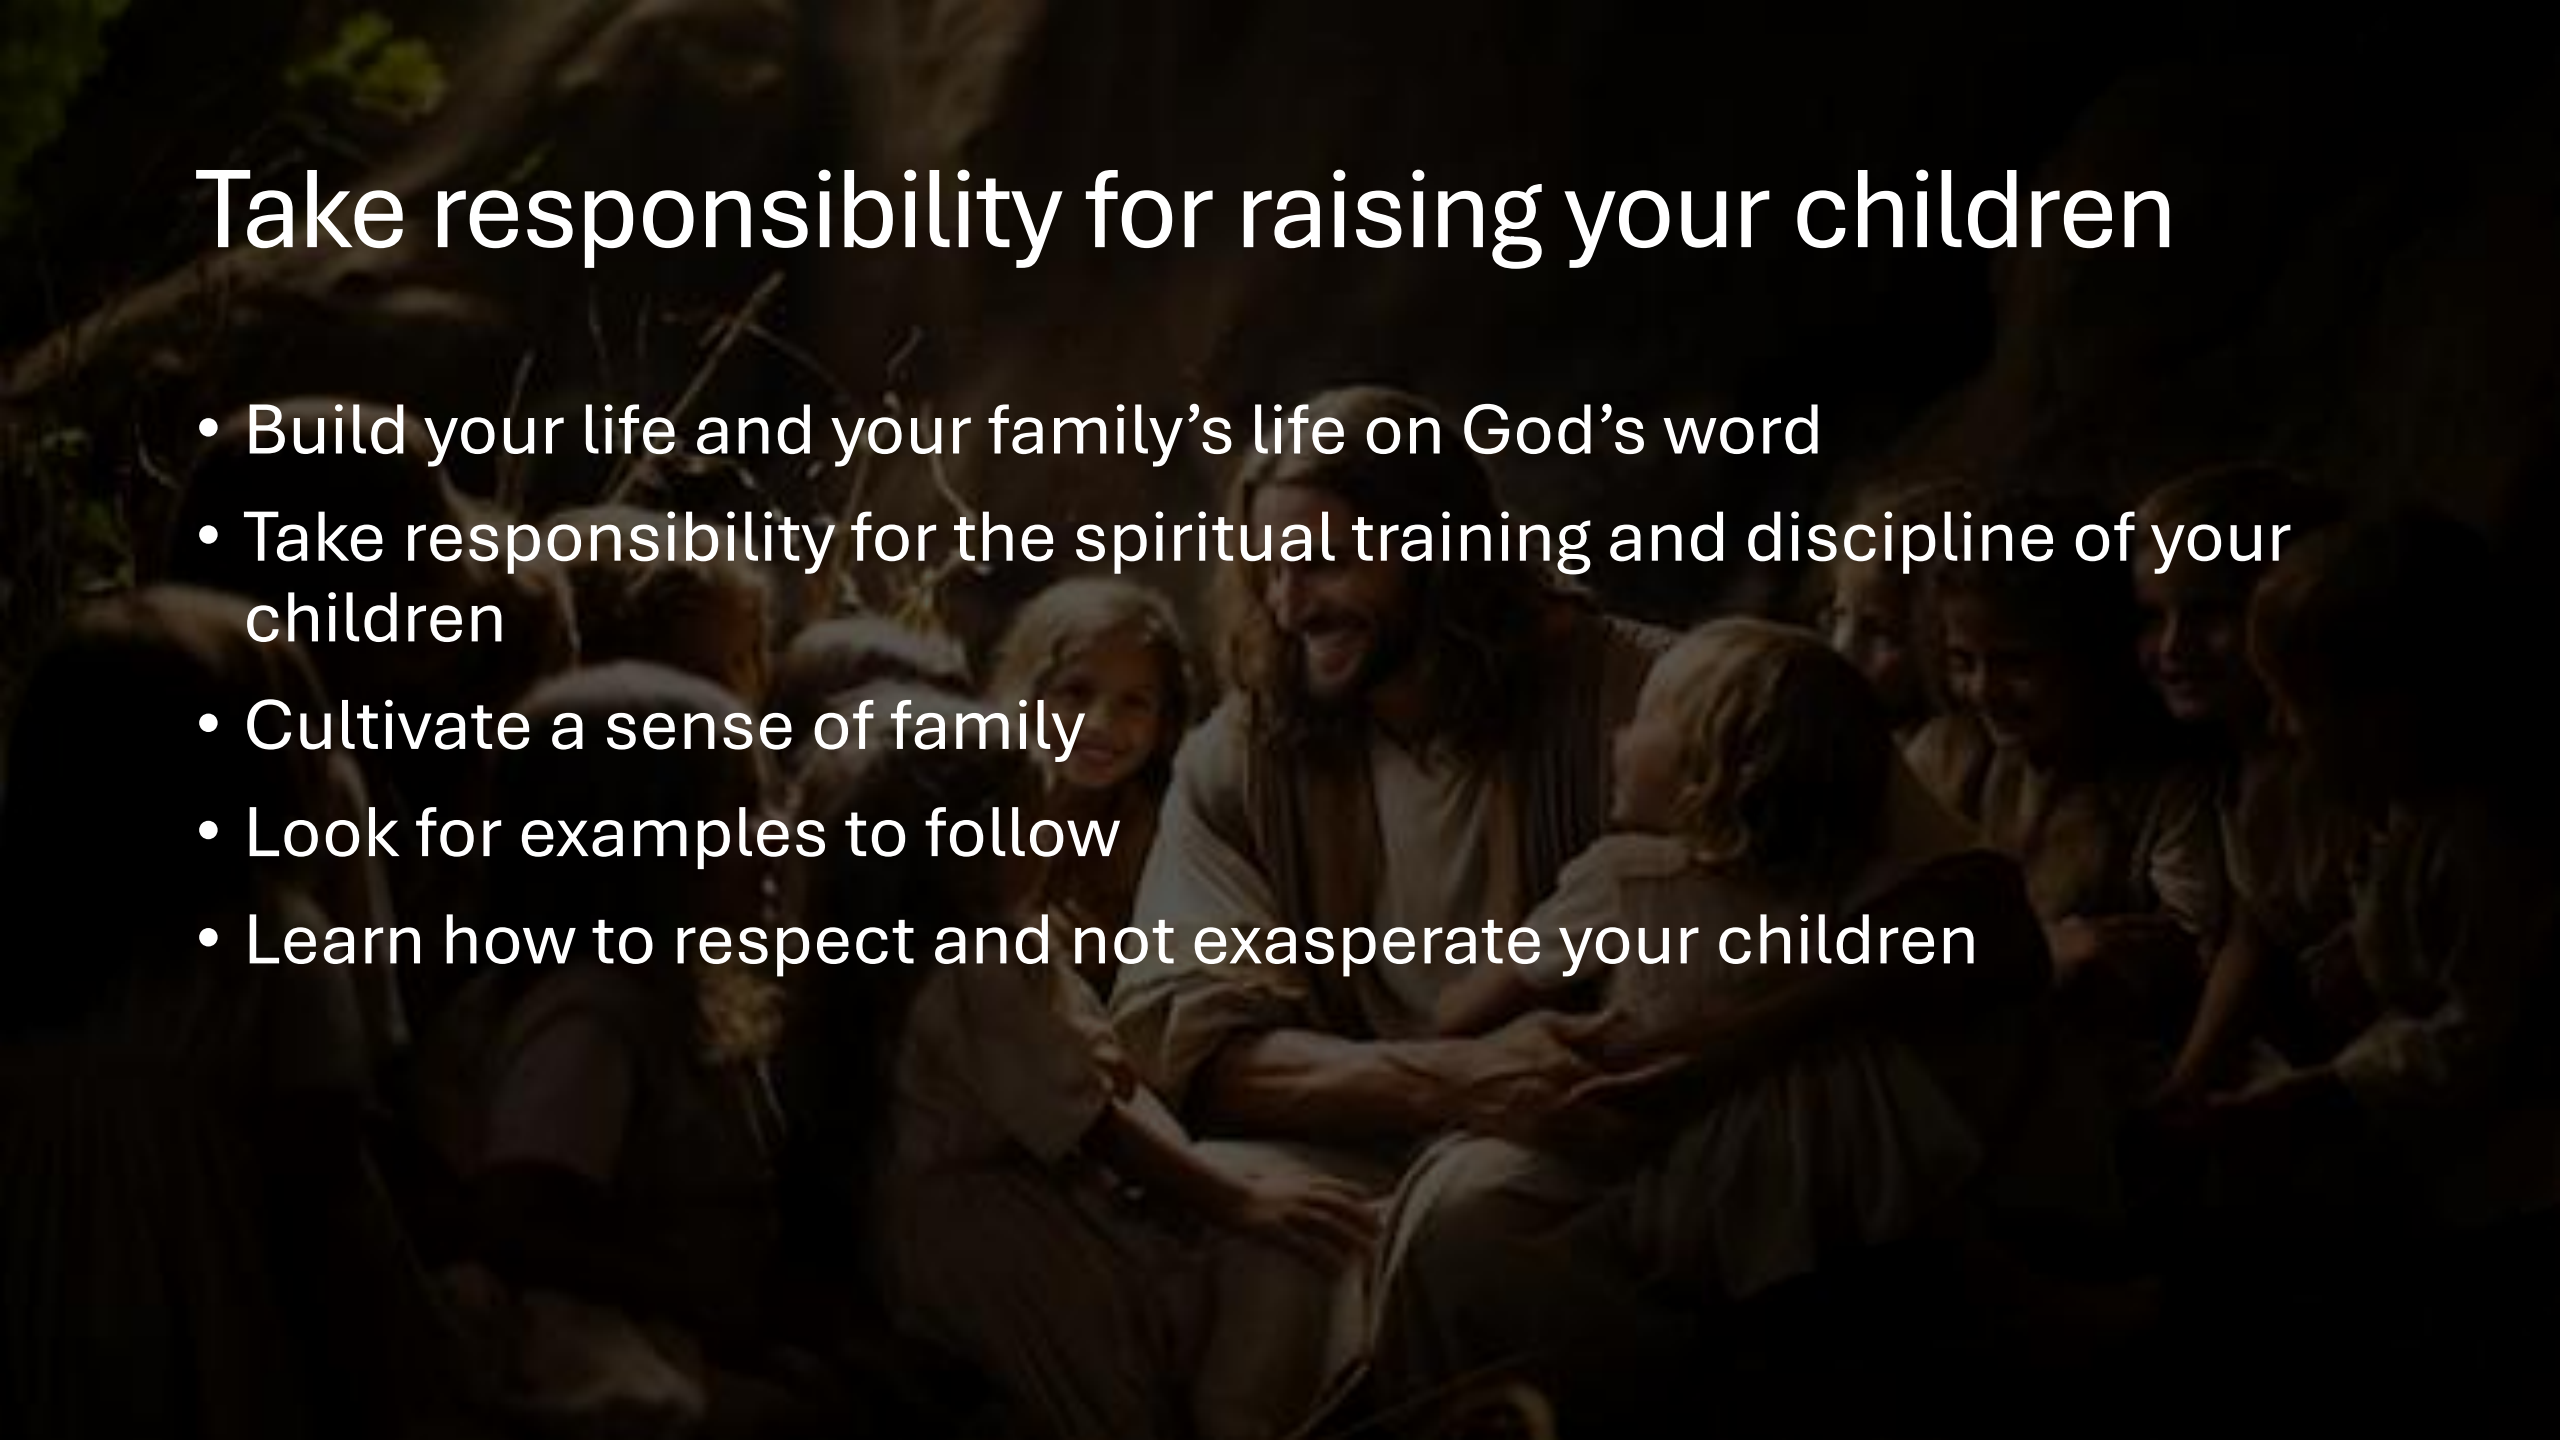 Take responsibility for raising your children
• Build your life and your family’s life on God’s word
• Take responsibility for the spiritual training and discipline of your
children
• Cultivate a sense of family
• Look for examples to follow
• Learn how to respect and not exasperate your children